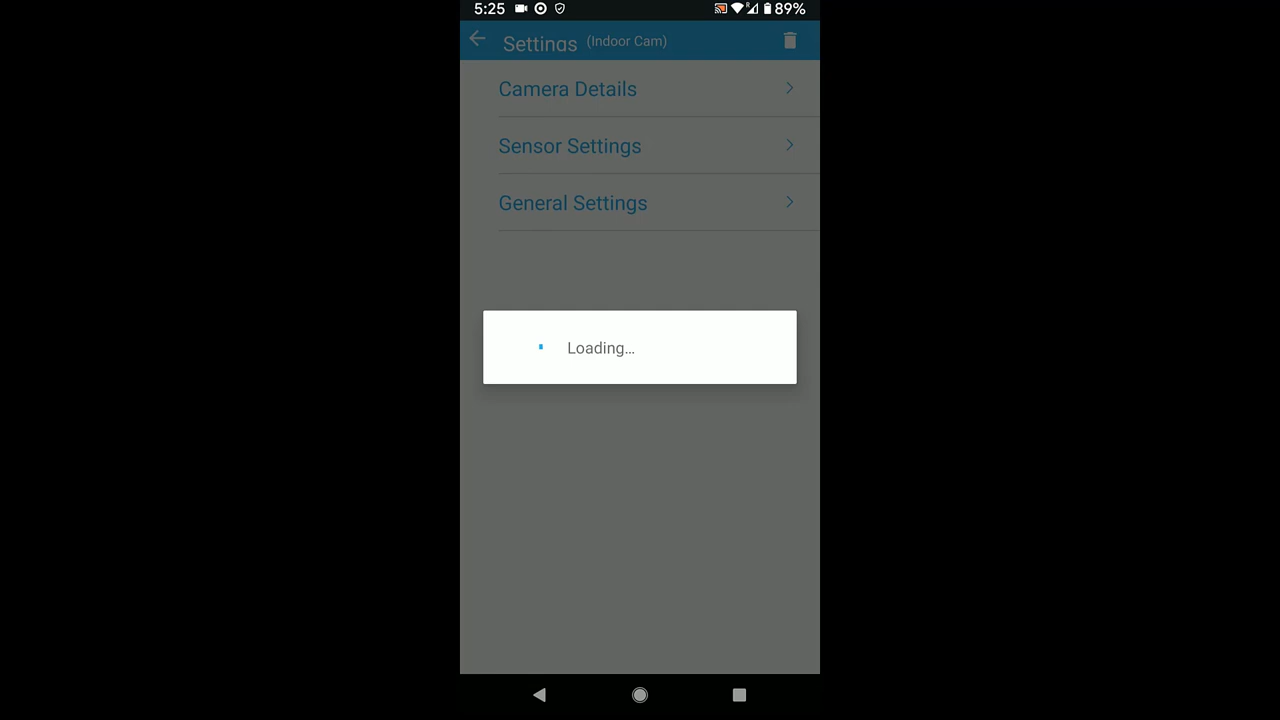 5:25 R 89%
Settings (Indoor Cam)
Camera Details
Sensor Settings
General Settings
Loading...